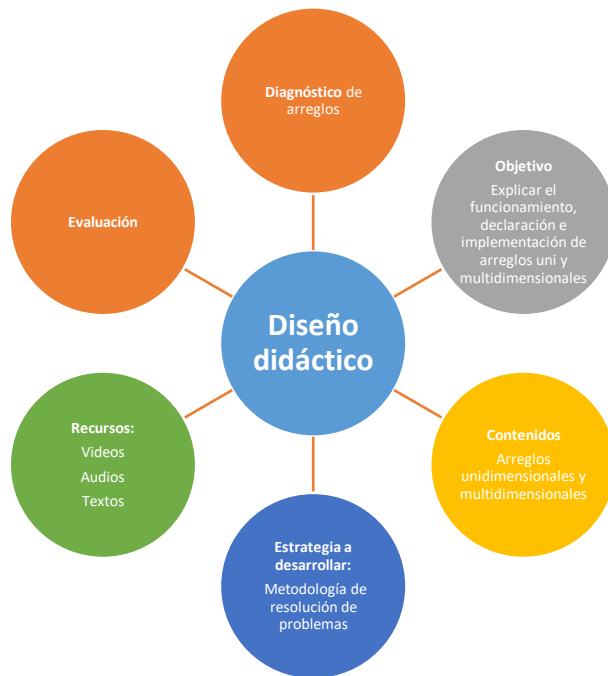 Diagnóstico de
arreglos
Objetivo
Explicar el
funcionamiento,
declaración e
implementación de
arreglos uni y
multidimensionales
Contenidos
Arreglos
unidimensionales y
multidimensionales
Estrategia a
desarrollar:
Metodología de
resolución de
problemas
Recursos:
Videos
Audios
Textos
Evaluación
Diseño
didáctico